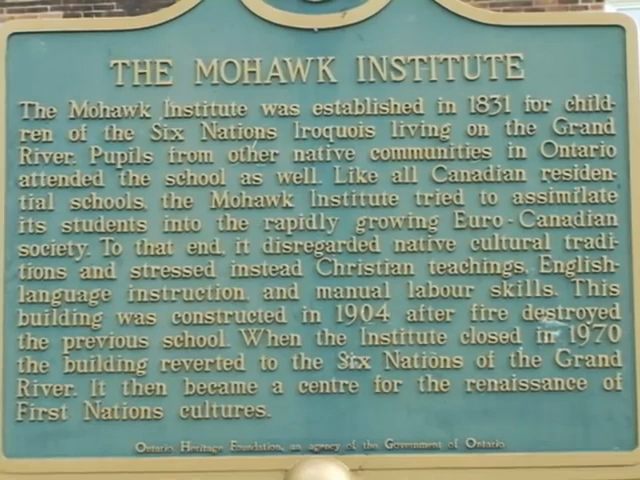 THE MOHAWK INSTITUTE
The Mohawk Institute was established in 1831 for child-
ren of the Six Nations Iroquois living on the Grand
River. Pupils from other native communities in Ontario
attended the school as well. Like all Canadian residen-
tial schools, the Mohawk Institute tried to assimilate
its students into the rapidly growing Euro-Canadian
society. To that end, it disregarded native cultural tradi-
tions and stressed instead Christian teachings, English-
language instruction, and manual labour skills. This
building was constructed in 1904 after fire destroyed
the previous school. When the Institute closed in 1970
the building reverted to the Six Nations of the Grand
River. It then became a centre for the renaissance of
First Nations cultures.
Ontario Heritage Foundation, an agency of the Government of Ontario